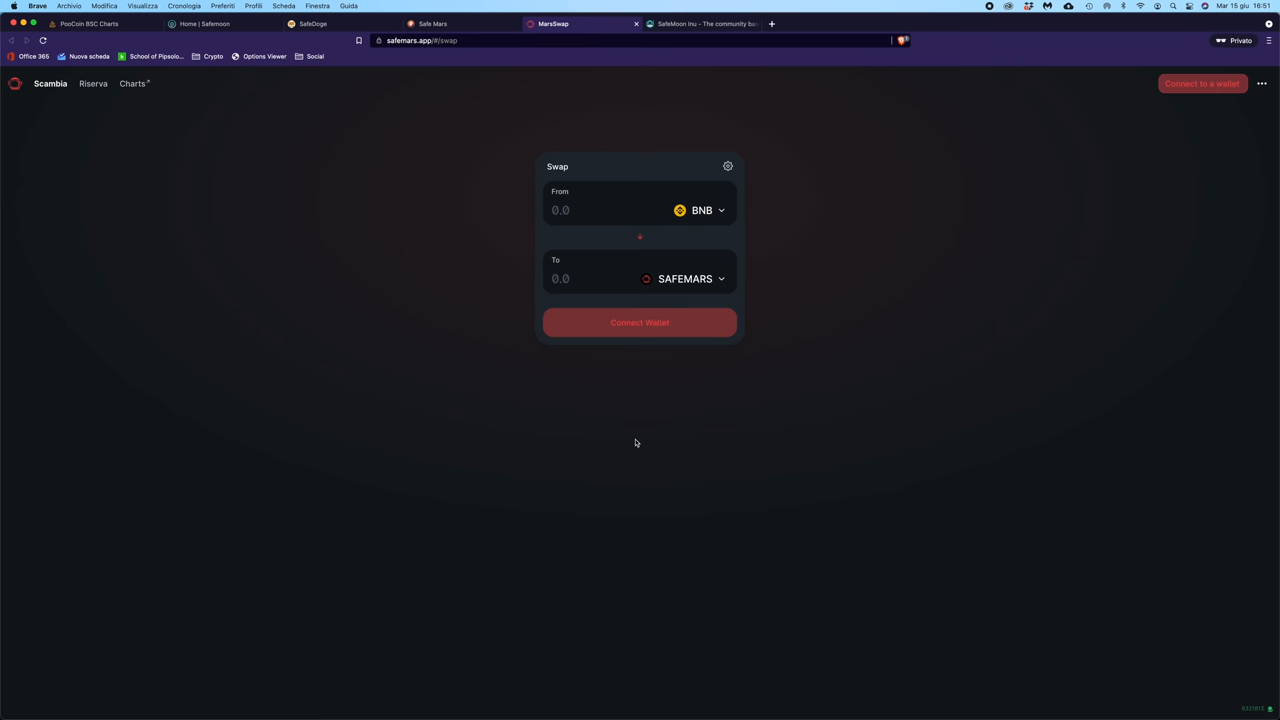 Brave Archivio Modifica Visualizza Cronologia Preferiti Profili Scheda Finestra Guida Mar 15 giu 16:51
PooCoin BSC Charts Home | Safemoon SafeDoge Safe Mars MarsSwap SafeMoon Inu - The community ba
safemars.app/#/swap Privato
Office 365 Nuova scheda School of Pipsolo... Crypto Options Viewer Social
Scambia Riserva Charts Connect to a wallet
Swap
From
0.0 BNB
To
0.0 SAFEMARS
Connect Wallet